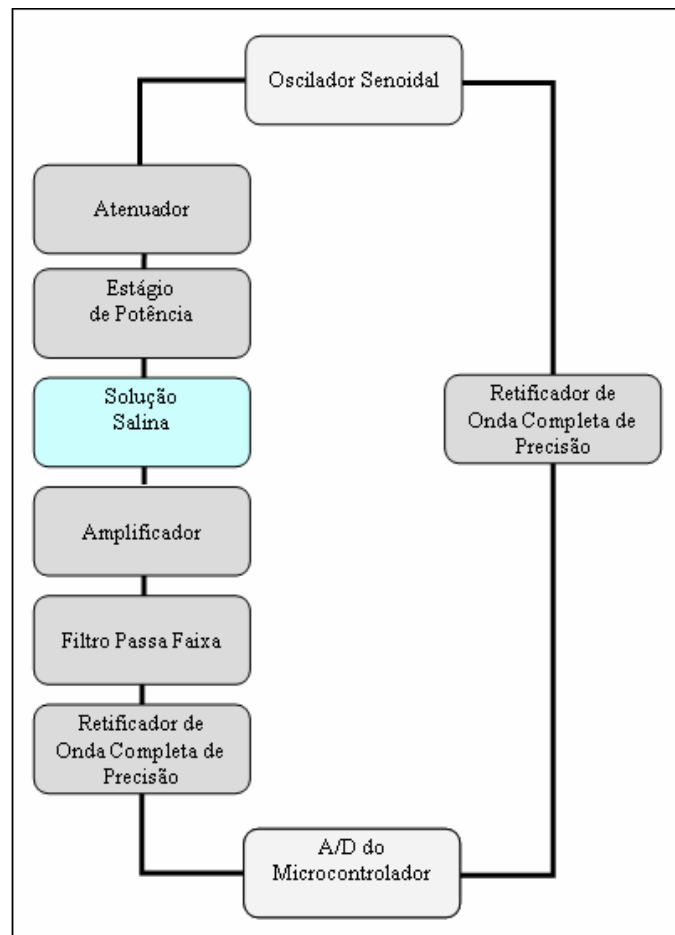 Oscilador Senoidal
Atenuador
Estágio
de Potência
Solução
Salina
Amplificador
Filtro Passa Faixa
Retificador de
Onda Completa de
Precisão
Retificador de
Onda Completa de
Precisão
A/D do
Microcontrolador